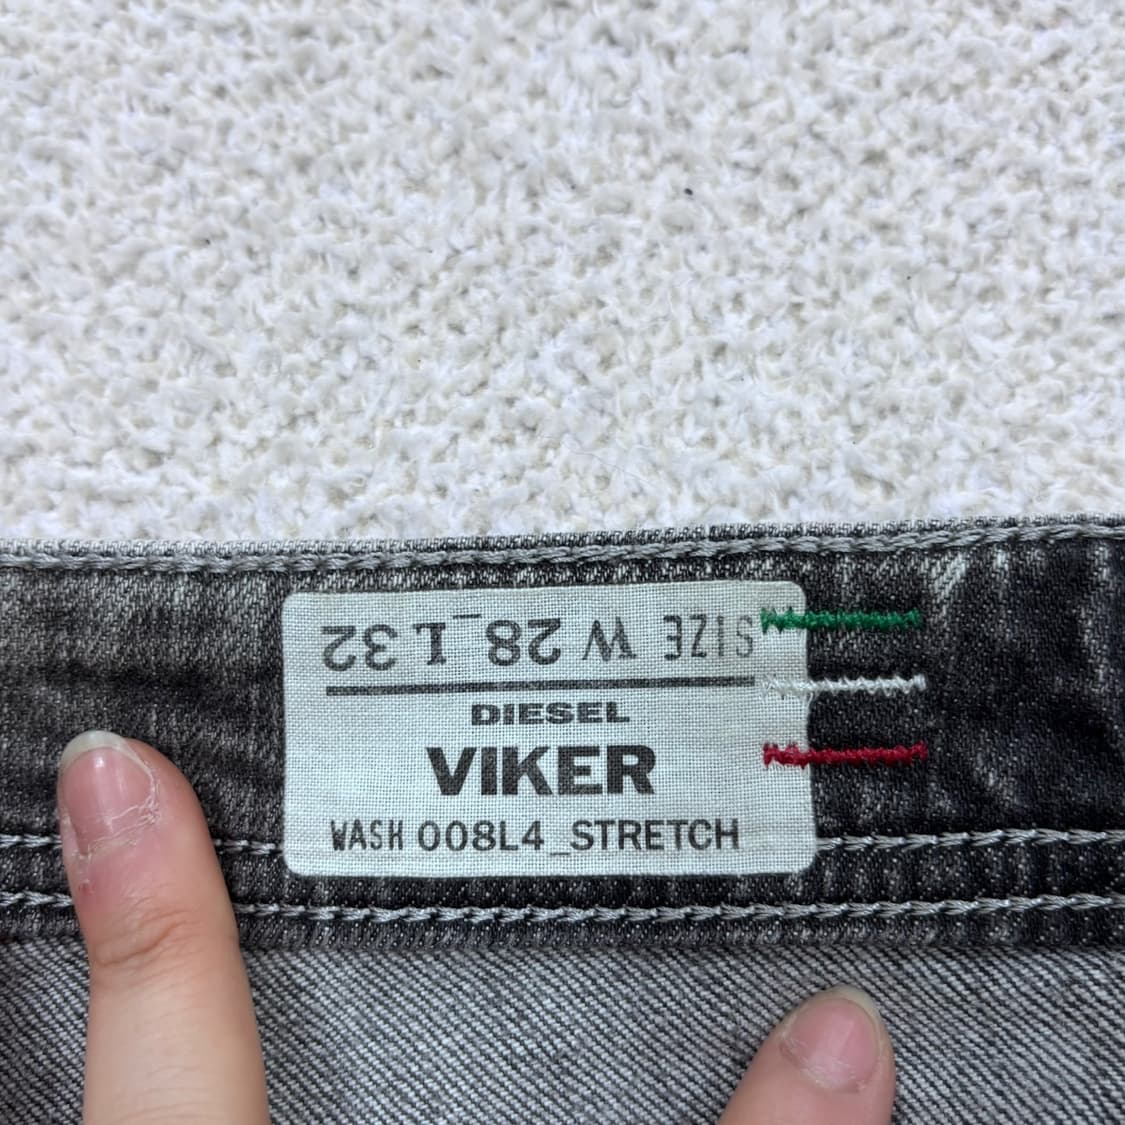 SIZE W 28_L 32
DIESEL
VIKER
WASH 008L4_STRETCH